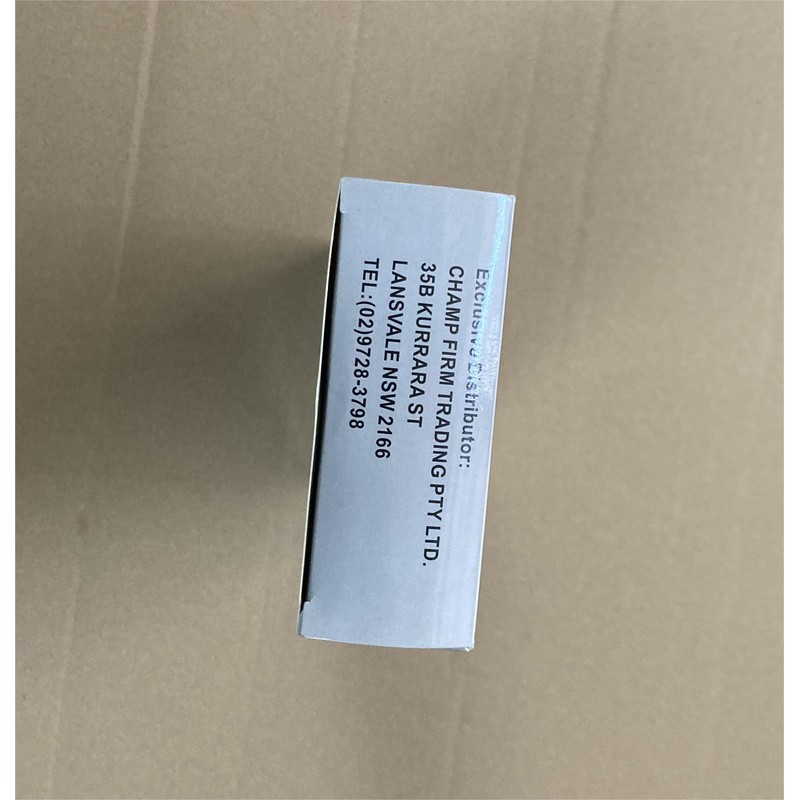 Exclusive Distributor:
CHAMP FIRM TRADING PTY LTD.
35B KURRARA ST
LANSVALE NSW 2166
TEL:(02)9728-3798